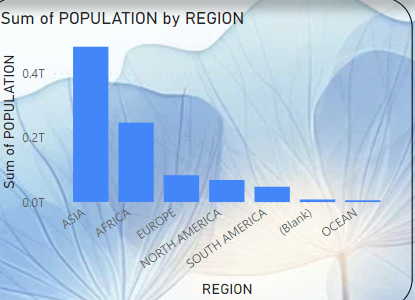 Sum of POPULATION by REGION
Sum of POPULATION
0.4T
0.2T
0.0T
ASIA
AFRICA
EUROPE
NORTH AMERICA
SOUTH AMERICA
(Blank)
OCEAN
REGION